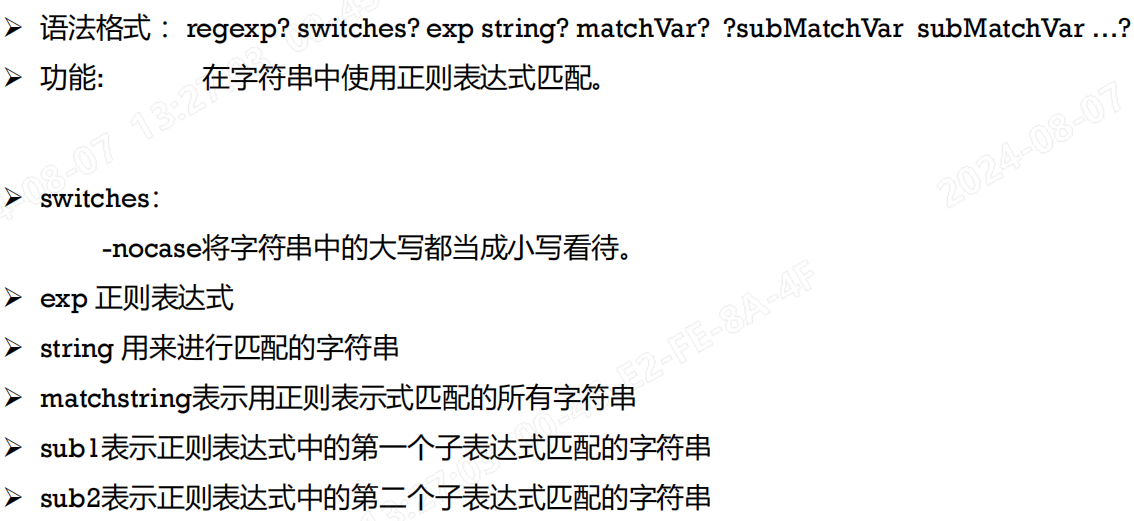 ➢ 语法格式： regexp? switches? exp string? matchVar? ?subMatchVar subMatchVar …?
➢ 功能: 在字符串中使用正则表达式匹配。
➢ switches：
-nocase将字符串中的大写都当成小写看待。
➢ exp 正则表达式
➢ string 用来进行匹配的字符串
➢ matchstring表示用正则表示式匹配的所有字符串
➢ sub1表示正则表达式中的第一个子表达式匹配的字符串
➢ sub2表示正则表达式中的第二个子表达式匹配的字符串
2024-08-07